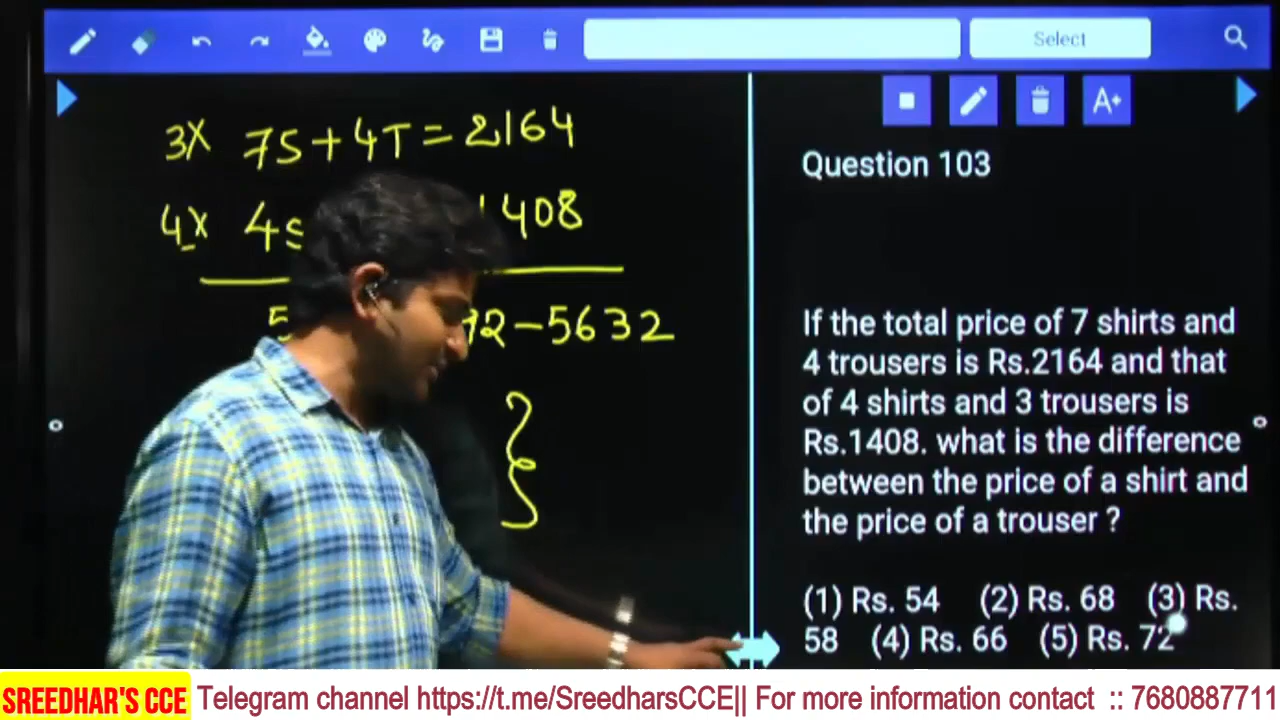 Select
A+
3X 7S + 4T = 2164
4X 4S 1408
5 92 - 5632
Question 103
If the total price of 7 shirts and
4 trousers is Rs.2164 and that
of 4 shirts and 3 trousers is
Rs.1408. what is the difference
between the price of a shirt and
the price of a trouser ?
(1) Rs. 54 (2) Rs. 68 (3) Rs.
58 (4) Rs. 66 (5) Rs. 72
SREEDHAR'S CCE Telegram channel https://t.me/SreedharsCCE|| For more information contact :: 7680887711